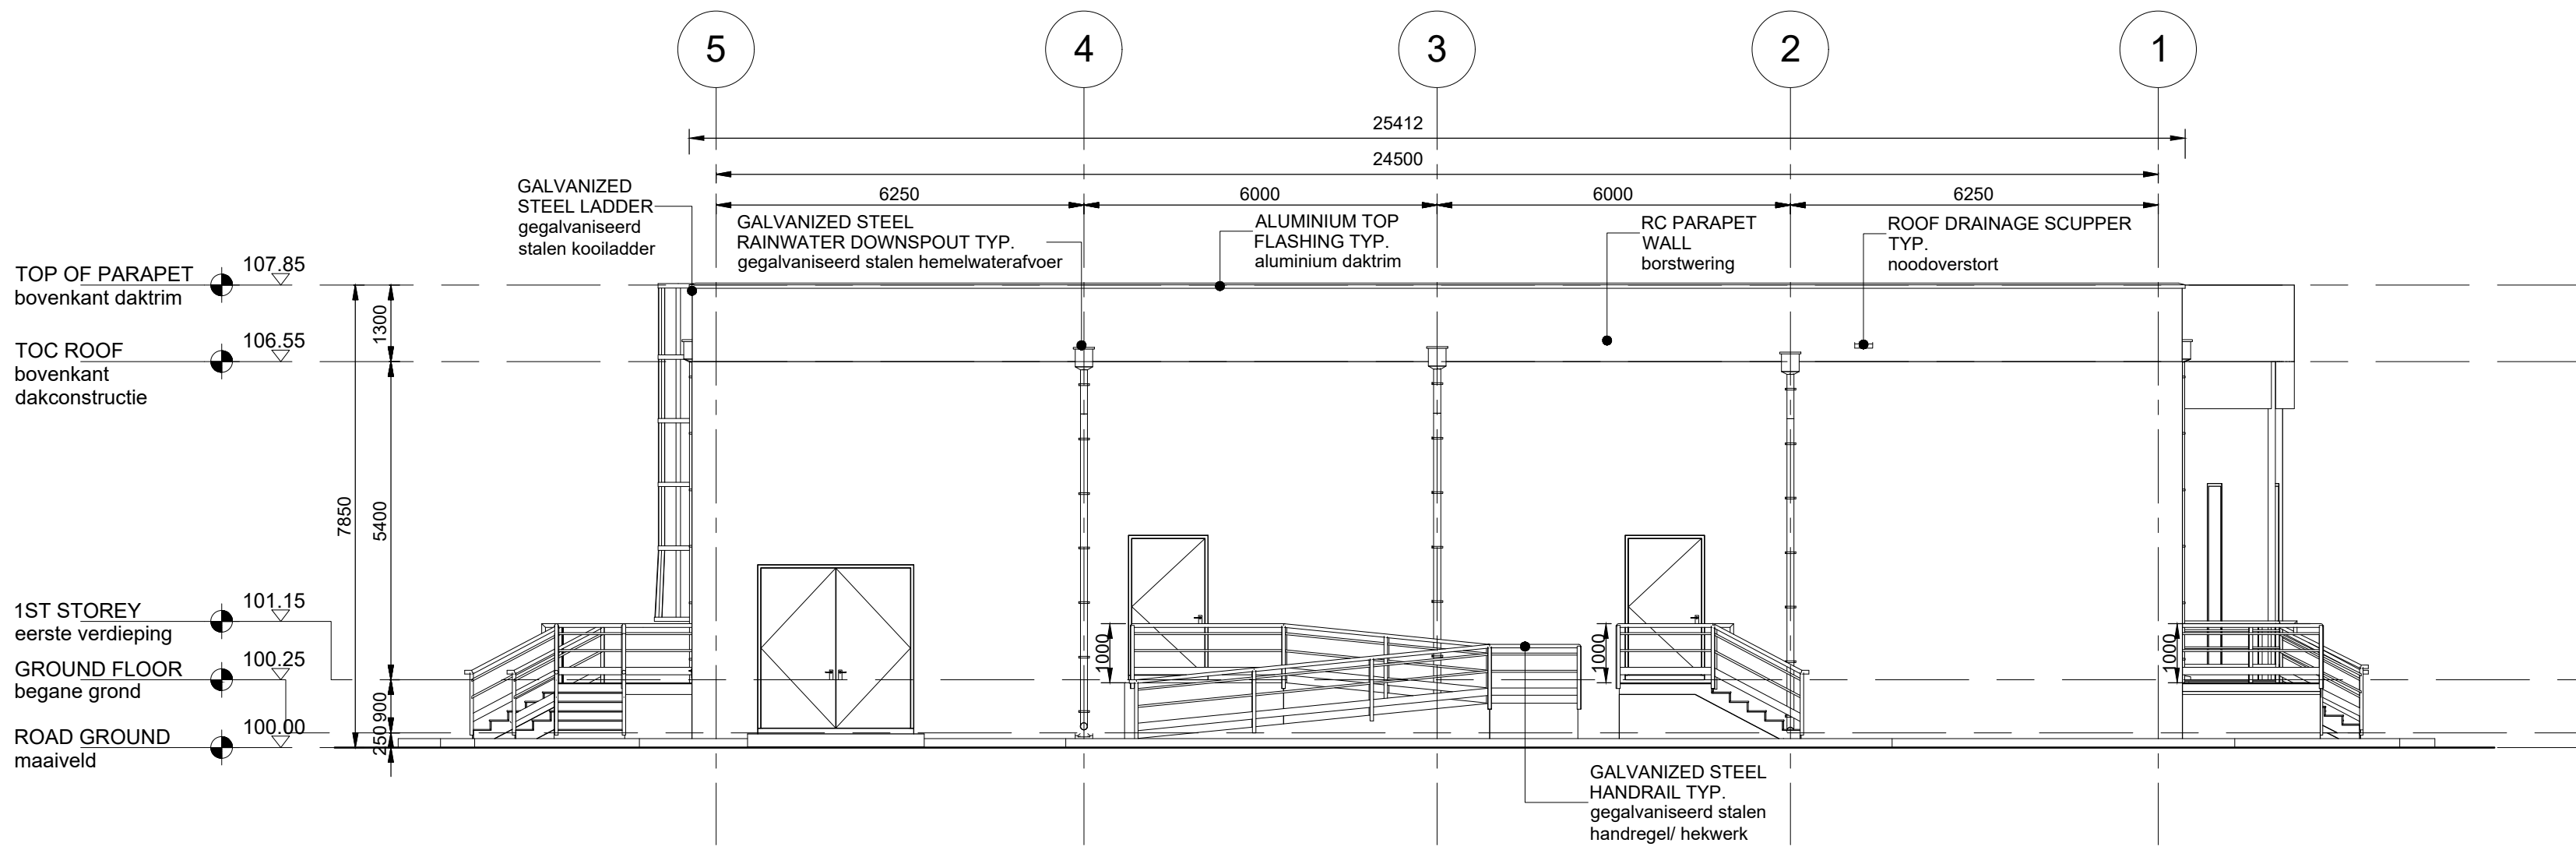 5
4
3
2
1
25412
24500
6250
6000
6000
6250
GALVANIZED
STEEL LADDER
gegalvaniseerd
stalen kooiladder
GALVANIZED STEEL
RAINWATER DOWNSPOUT TYP.
gegalvaniseerd stalen hemelwaterafvoer
ALUMINIUM TOP
FLASHING TYP.
aluminium daktrim
RC PARAPET
WALL
borstwering
ROOF DRAINAGE SCUPPER
TYP.
noodoverstort
TOP OF PARAPET
bovenkant daktrim
107.85
TOC ROOF
bovenkant
dakconstructie
106.55
1ST STOREY
eerste verdieping
101.15
GROUND FLOOR
begane grond
100.25
ROAD GROUND
maaiveld
100.00
7850
1300
5400
900
250
1000
1000
1000
GALVANIZED STEEL
HANDRAIL TYP.
gegalvaniseerd stalen
handregel/ hekwerk